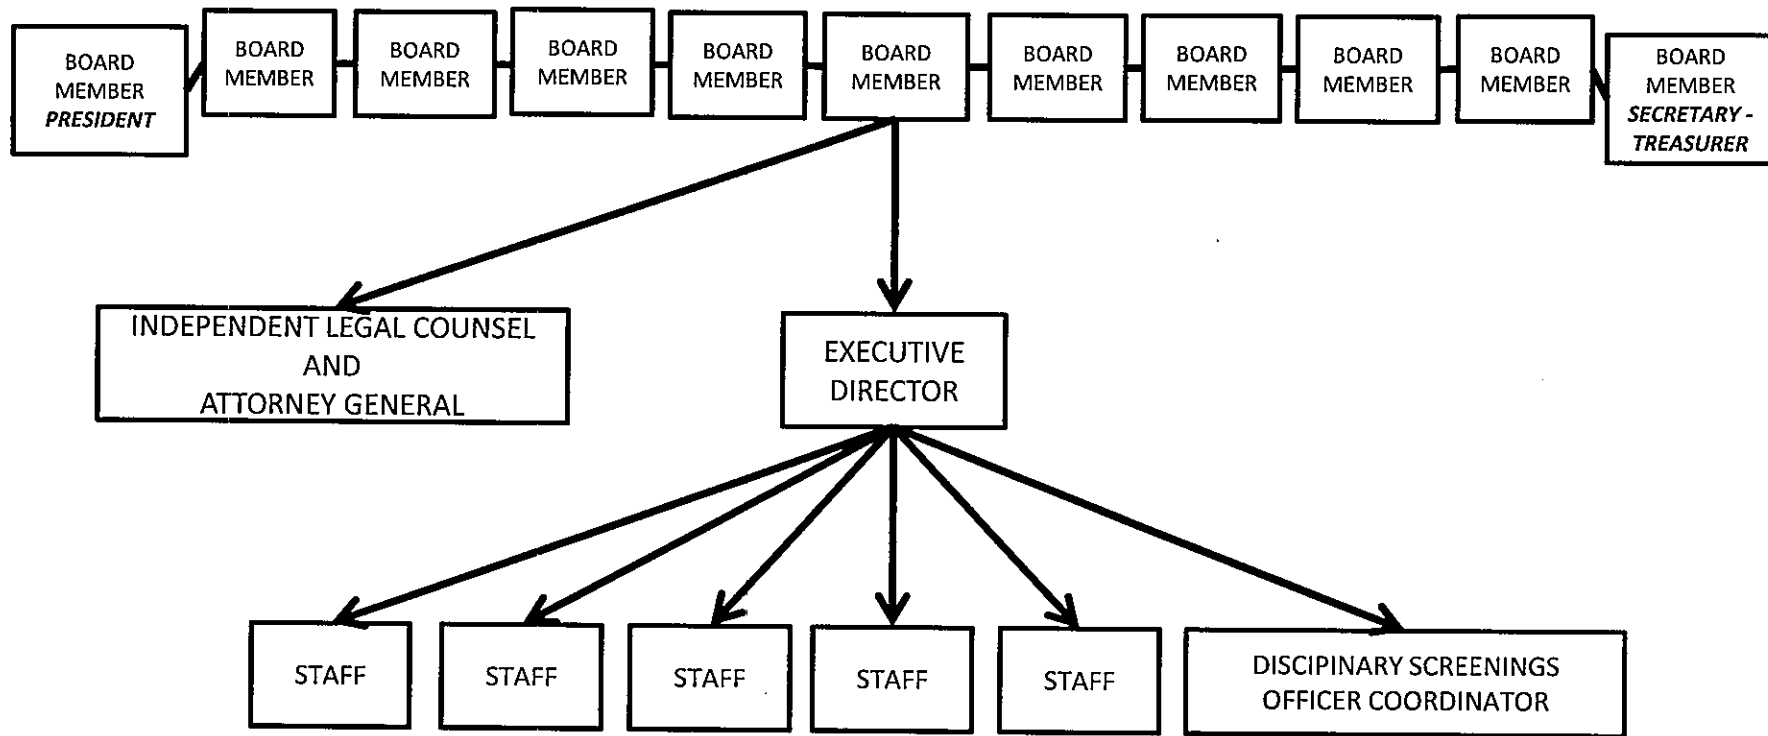 BOARD
MEMBER
PRESIDENT
BOARD
MEMBER
BOARD
MEMBER
BOARD
MEMBER
BOARD
MEMBER
BOARD
MEMBER
BOARD
MEMBER
BOARD
MEMBER
BOARD
MEMBER
BOARD
MEMBER
BOARD
MEMBER
SECRETARY -
TREASURER
INDEPENDENT LEGAL COUNSEL
AND
ATTORNEY GENERAL
EXECUTIVE
DIRECTOR
STAFF
STAFF
STAFF
STAFF
STAFF
DISCIPINARY SCREENINGS
OFFICER COORDINATOR